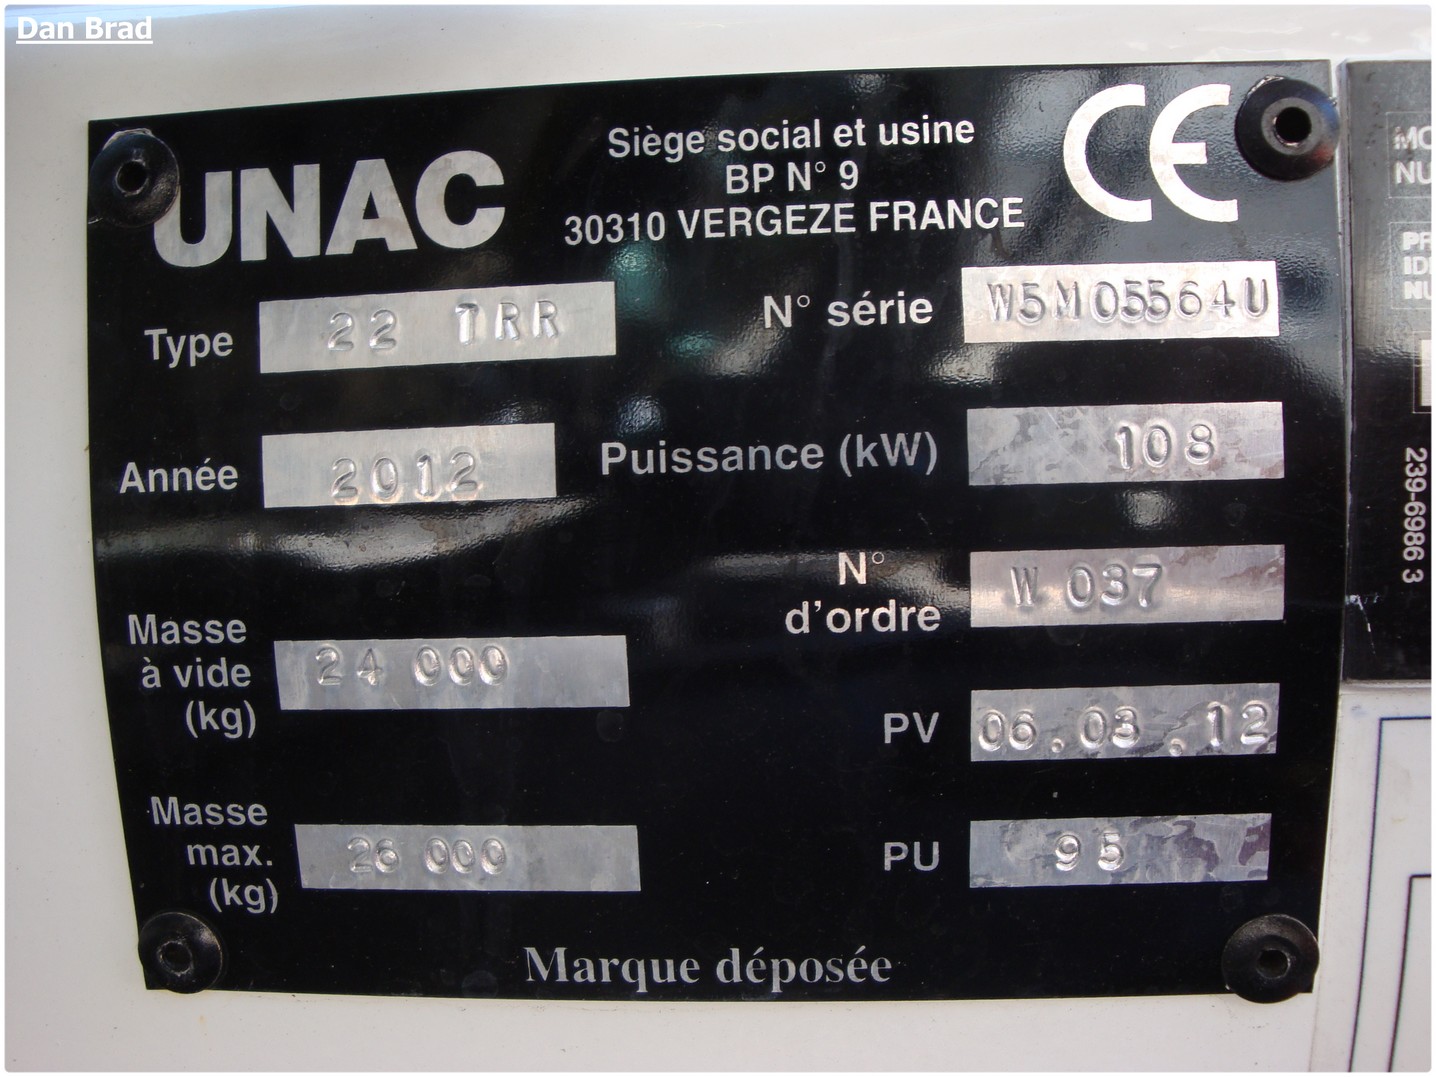 Dan Brad
UNAC
Siège social et usine
BP N° 9
30310 VERGEZE FRANCE
CE
Type 22 TRR
N° série W5M05564U
Année 2012
Puissance (kW) 108
N°
d'ordre W 037
Masse
à vide
(kg) 24 000
PV 06.03.12
Masse
max.
(kg) 26 000
PU 95
Marque déposée
239-6986 3